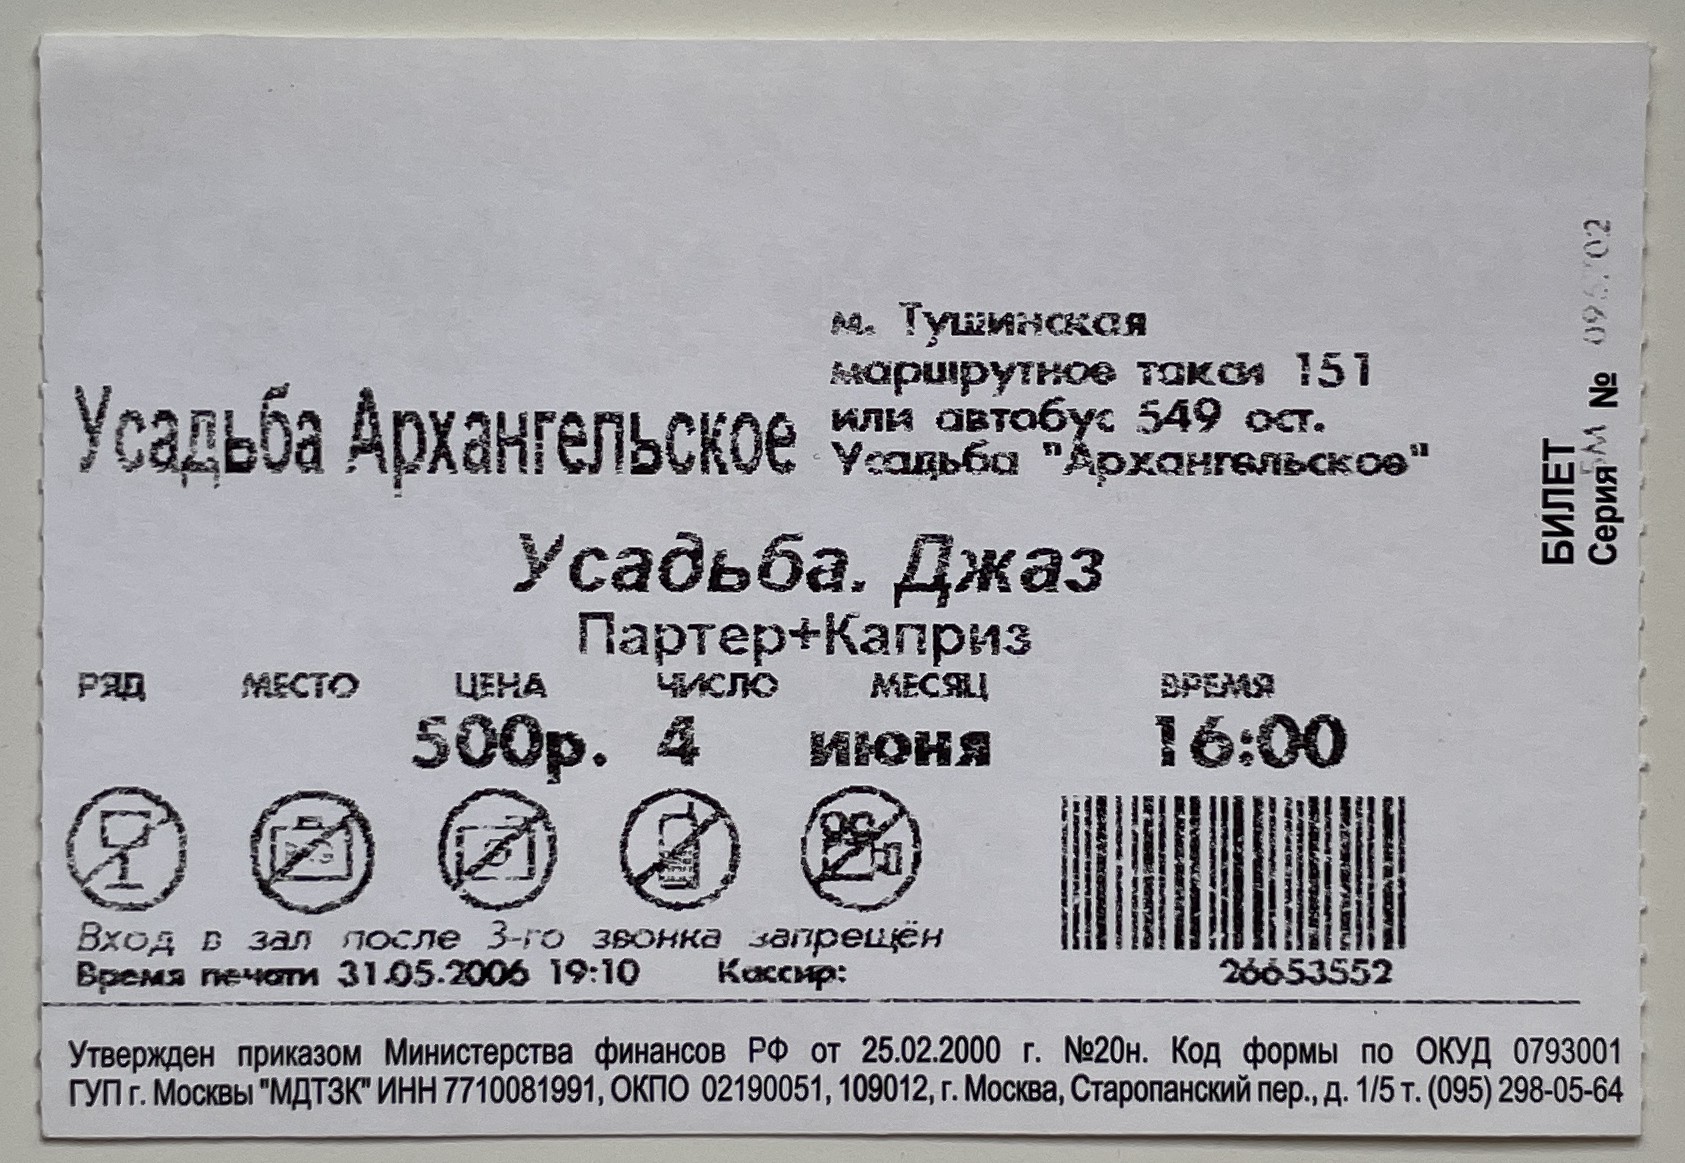 м. Тушинская
маршрутное такси 151
или автобус 549 ост.
Усадьба "Архангельское"
Усадьба Архангельское
Усадьба. Джаз
Партер+Каприз
РЯД МЕСТО ЦЕНА ЧИСЛО МЕСЯЦ ВРЕМЯ
500р. 4 июня 16:00
Вход в зал после 3-го звонка запрещён
Время печати 31.05.2006 19:10 Кассир:
26653552
Утвержден приказом Министерства финансов РФ от 25.02.2000 г. №20н. Код формы по ОКУД 0793001
ГУП г. Москвы "МДТЗК" ИНН 7710081991, ОКПО 02190051, 109012, г. Москва, Старопанский пер., д. 1/5 т. (095) 298-05-64
БИЛЕТ
Серия №